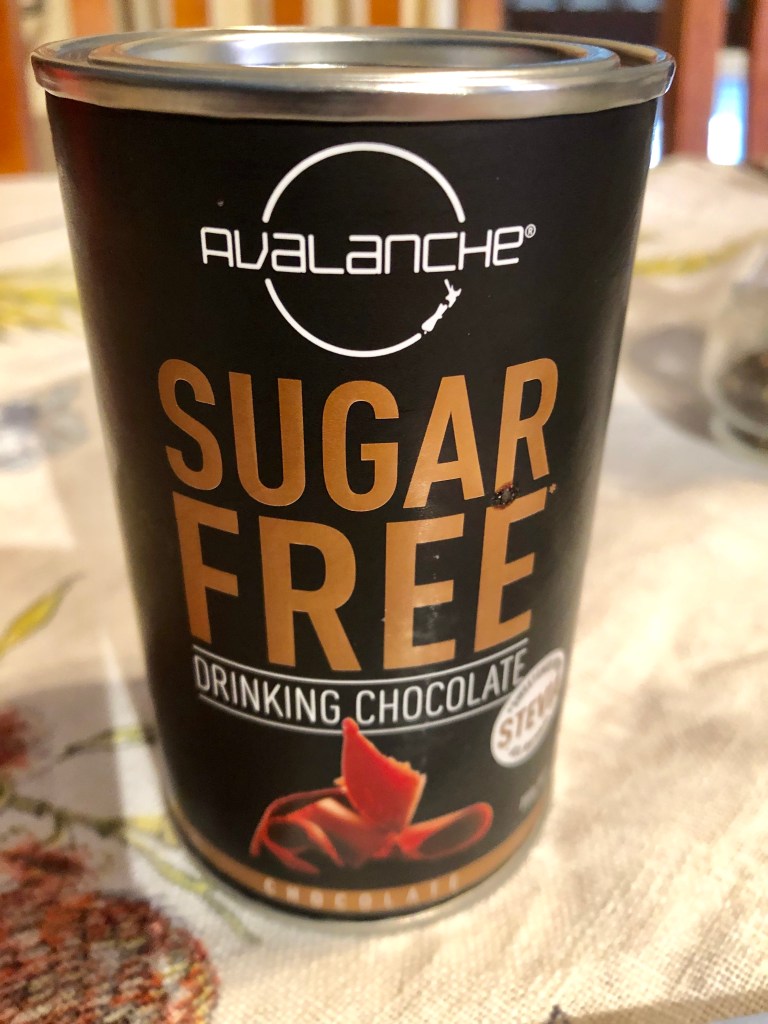 AVALANCHE®
SUGAR
FREE*
DRINKING CHOCOLATE
STEVIA
CHOCOLATE